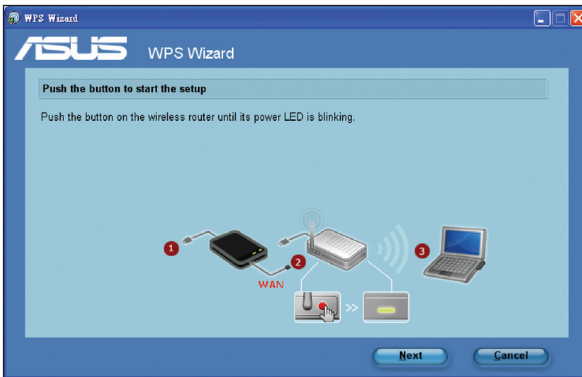 WPS Wizard
ASUS WPS Wizard
Push the button to start the setup
Push the button on the wireless router until its power LED is blinking.
1
2
3
WAN
>>
Next
Cancel